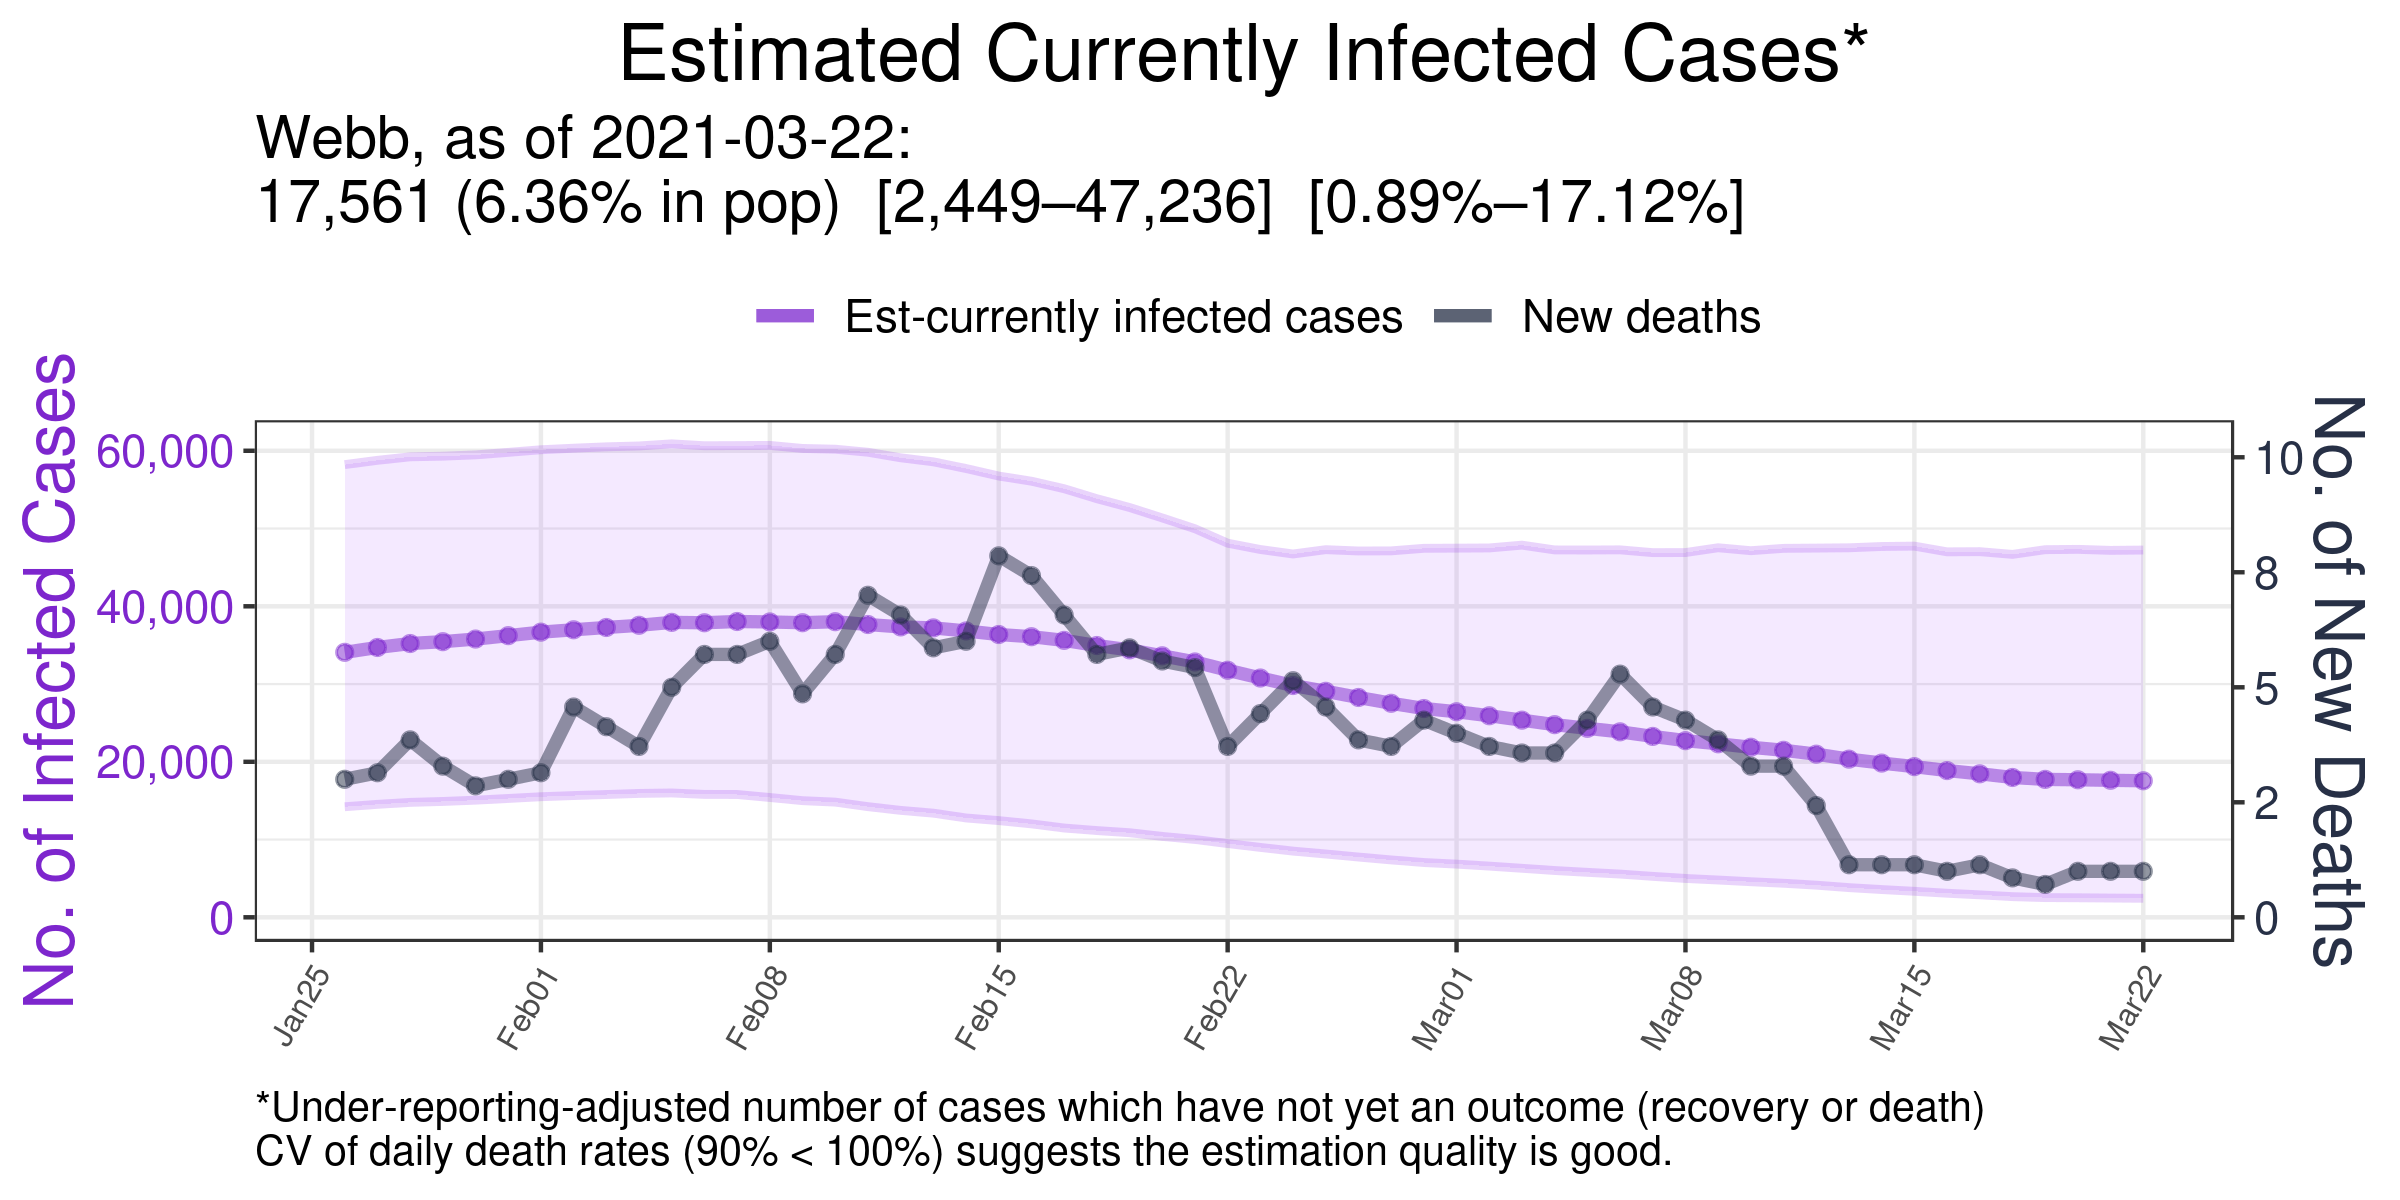 Estimated Currently Infected Cases*
Webb, as of 2021-03-22:
17,561 (6.36% in pop)  [2,449–47,236]  [0.89%–17.12%]
Est-currently infected cases
New deaths
No. of Infected Cases
60,000
40,000
20,000
0
10
8
5
2
0
No. of New Deaths
Jan25
Feb01
Feb08
Feb15
Feb22
Mar01
Mar08
Mar15
Mar22
*Under-reporting-adjusted number of cases which have not yet an outcome (recovery or death)
CV of daily death rates (90% < 100%) suggests the estimation quality is good.